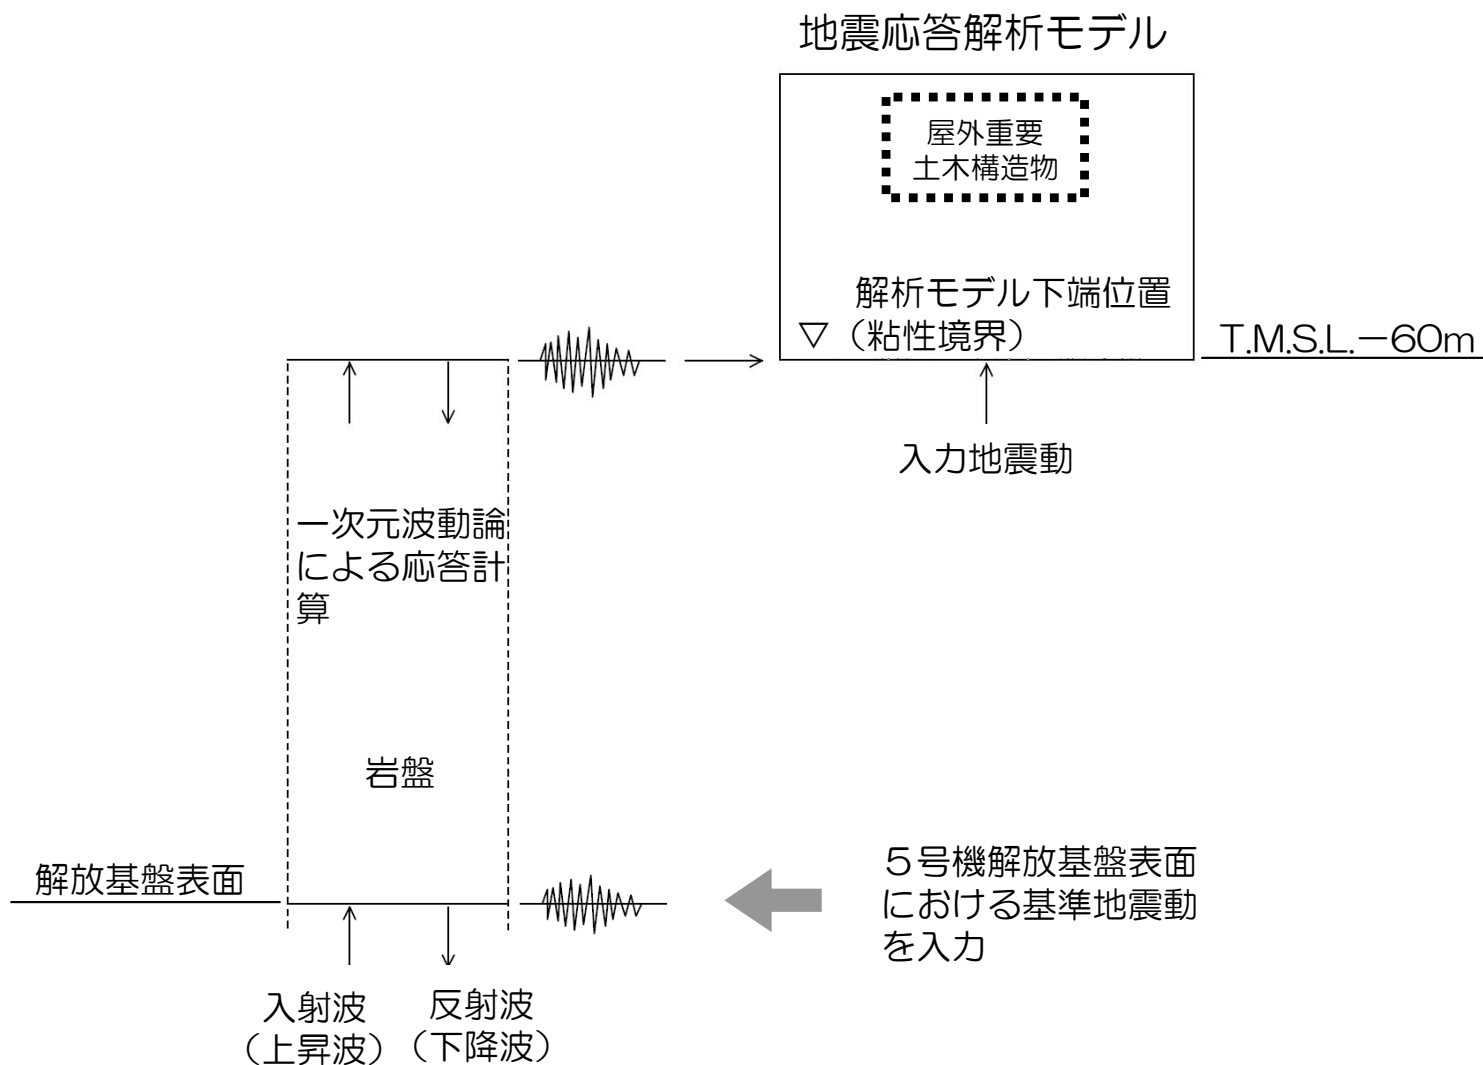 地震応答解析モデル
屋外重要
土木構造物
解析モデル下端位置
▽（粘性境界）
T.M.S.L.－60m
入力地震動
一次元波動論
による応答計
算
岩盤
解放基盤表面
５号機解放基盤表面
における基準地震動
を入力
入射波
（上昇波）
反射波
（下降波）